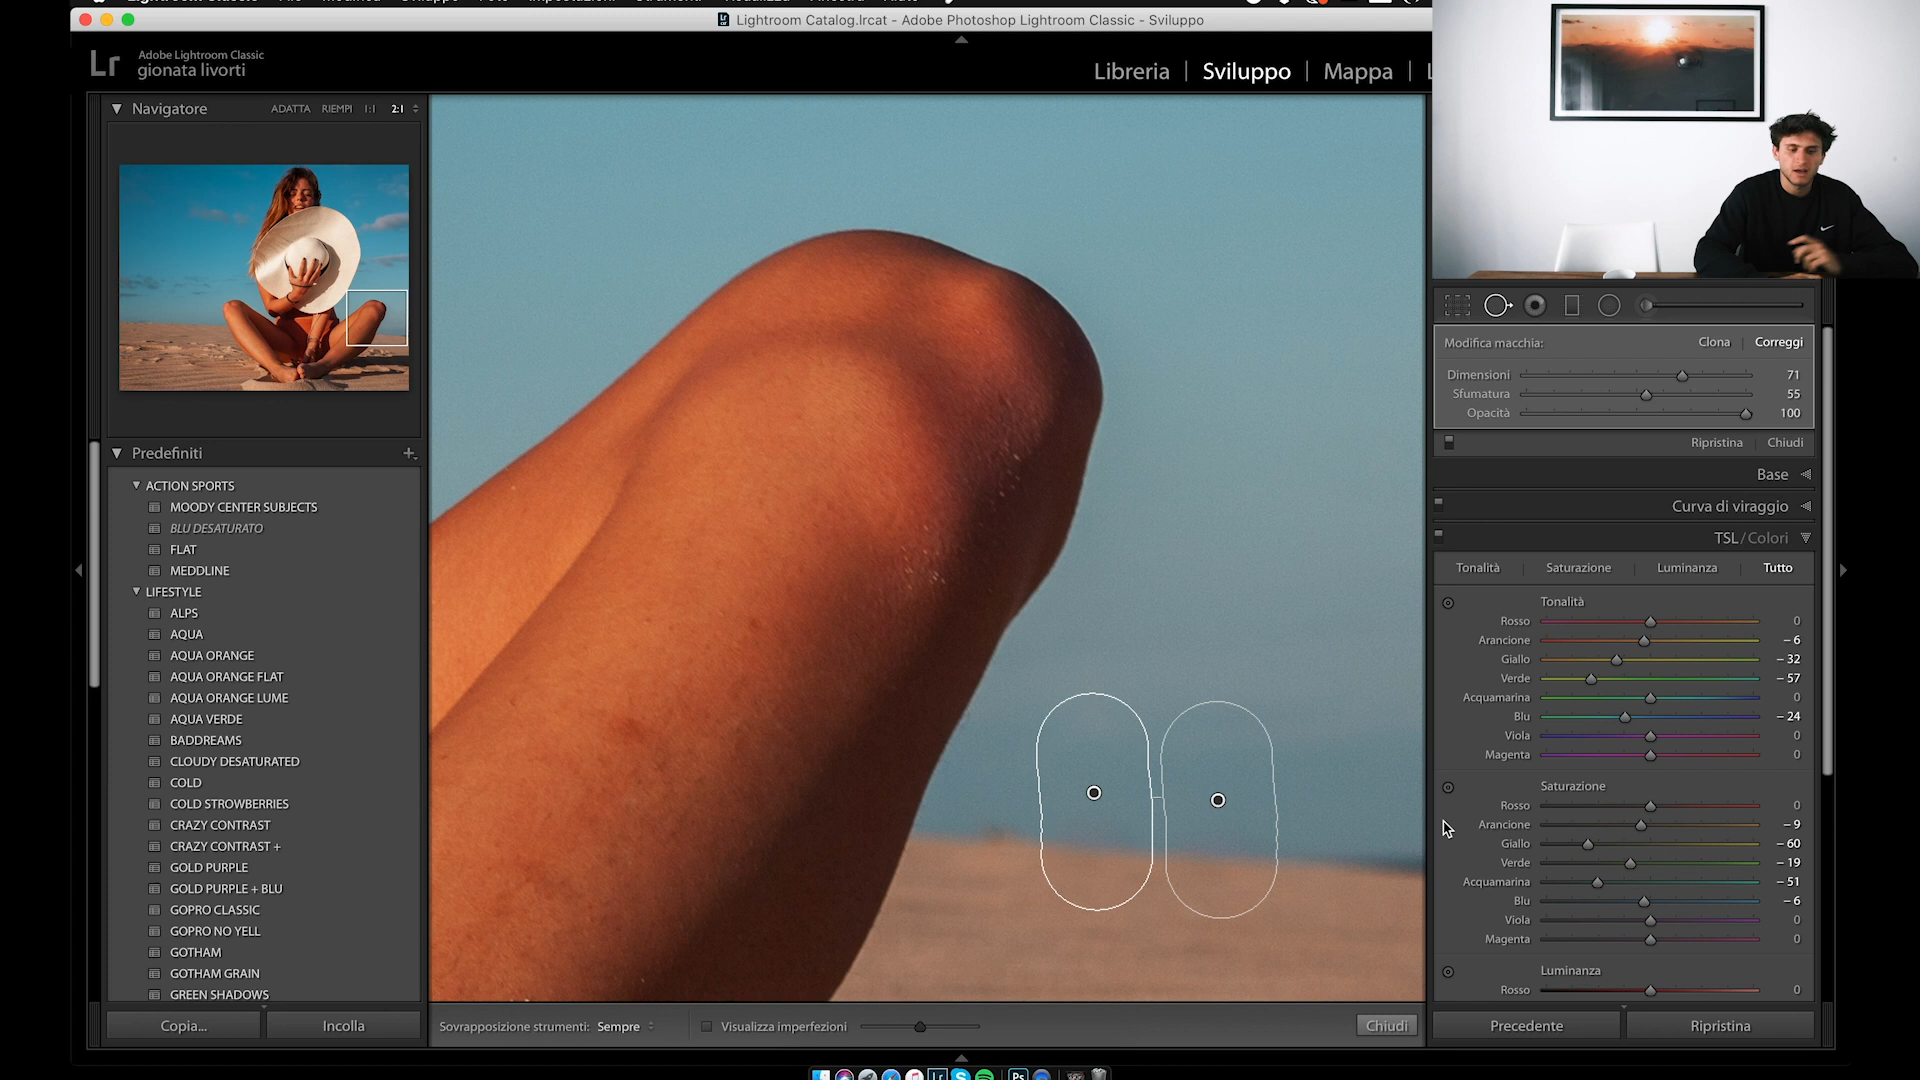 Lightroom Catalog.lrcat - Adobe Photoshop Lightroom Classic - Sviluppo
Lr
Adobe Lightroom Classic
gionata livorti
Libreria | Sviluppo | Mappa |
Navigatore ADATTA RIEMPI 1:1 2:1
Predefiniti
ACTION SPORTS
MOODY CENTER SUBJECTS
BLU DESATURATO
FLAT
MEDDLINE
LIFESTYLE
ALPS
AQUA
AQUA ORANGE
AQUA ORANGE FLAT
AQUA ORANGE LUME
AQUA VERDE
BADDREAMS
CLOUDY DESATURATED
COLD
COLD STROWBERRIES
CRAZY CONTRAST
CRAZY CONTRAST +
GOLD PURPLE
GOLD PURPLE + BLU
GOPRO CLASSIC
GOPRO NO YELL
GOTHAM
GOTHAM GRAIN
GREEN SHADOWS
Copia... Incolla
Sovrapposizione strumenti: Sempre Visualizza imperfezioni Chiudi
Modifica macchia: Clona | Correggi
Dimensioni 71
Sfumatura 55
Opacità 100
Ripristina | Chiudi
Base
Curva di viraggio
TSL / Colori
Tonalità | Saturazione | Luminanza | Tutto
Tonalità
Rosso 0
Arancione – 6
Giallo – 32
Verde – 57
Acquamarina 0
Blu – 24
Viola 0
Magenta 0
Saturazione
Rosso 0
Arancione – 9
Giallo – 60
Verde – 19
Acquamarina – 51
Blu – 6
Viola 0
Magenta 0
Luminanza
Rosso 0
Precedente Ripristina
Lr
Ps